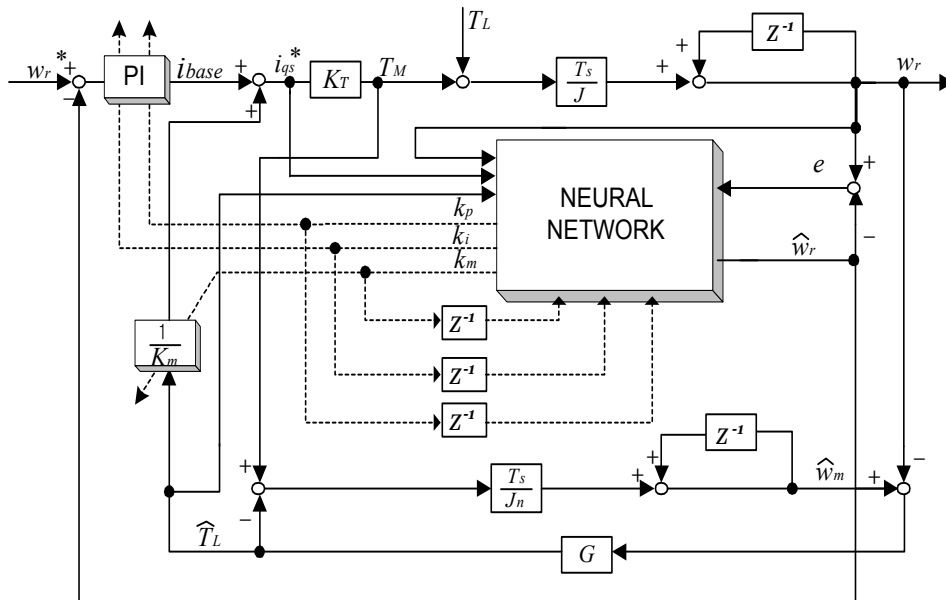 T_L
Z⁻¹
w_r* + −
PI
i_base
+ +
i_qs*
K_T
T_M
T_s / J
+ +
w_r
NEURAL
NETWORK
+
e
−
ŵ_r
k_p
k_i
k_m
Z⁻¹
1 / K_m
Z⁻¹
Z⁻¹
Z⁻¹
+
−
T_s / J_n
+ +
ŵ_m
+ −
T̂_L
G